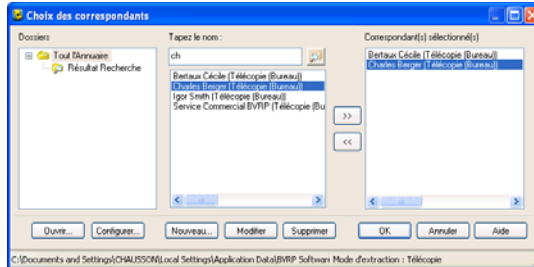 Choix des correspondants
Dossiers
Tapez le nom :
Correspondant(s) sélectionné(s)
Tout l'Annuaire
Résultat Recherche
ch
Bertaux Cécile (Télécopie (Bureau))
Charles Berger (Télécopie (Bureau))
Igor Smith (Télécopie (Bureau))
Service Commercial BVRP (Télécopie (Bu
>>
<<
Bertaux Cécile (Télécopie (Bureau))
Charles Berger (Télécopie (Bureau))
Ouvrir...
Configurer...
Nouveau...
Modifier
Supprimer
OK
Annuler
Aide
C:\Documents and Settings\CHAUSSON\Local Settings\Application Data\BVRP Software Mode d'extraction : Télécopie